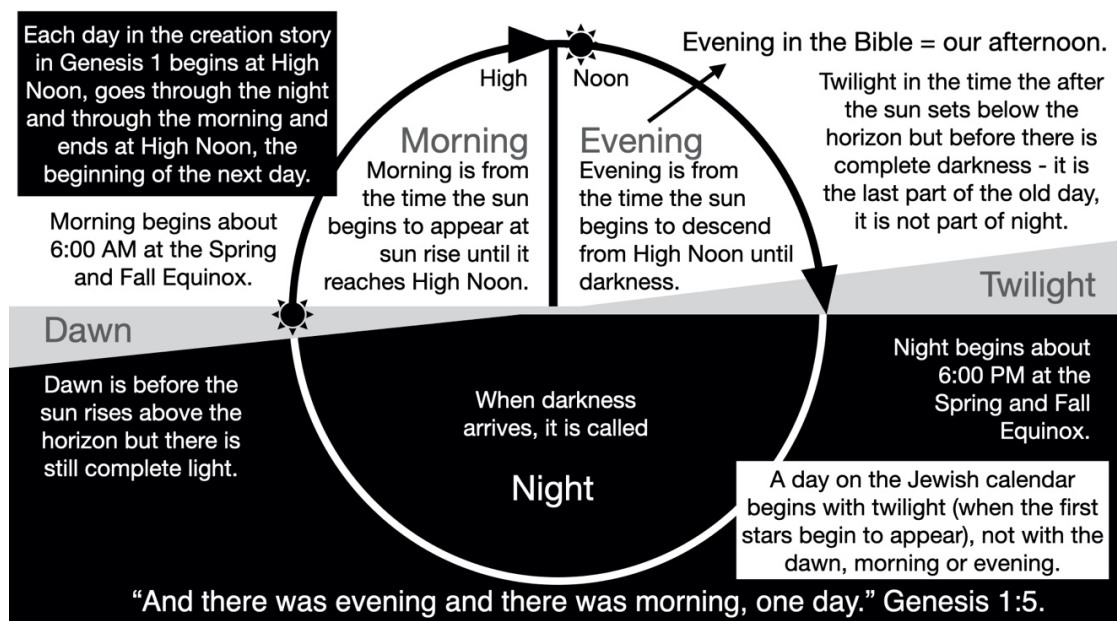 Each day in the creation story
in Genesis 1 begins at High
Noon, goes through the night
and through the morning and
ends at High Noon, the
beginning of the next day.
Morning begins about
6:00 AM at the Spring
and Fall Equinox.
High
Noon
Morning
Morning is from
the time the sun
begins to appear at
sun rise until it
reaches High Noon.
Evening
Evening is from
the time the sun
begins to descend
from High Noon until
darkness.
Evening in the Bible = our afternoon.
Twilight in the time the after
the sun sets below the
horizon but before there is
complete darkness - it is
the last part of the old day,
it is not part of night.
Dawn
Twilight
Dawn is before the
sun rises above the
horizon but there is
still complete light.
When darkness
arrives, it is called
Night
Night begins about
6:00 PM at the
Spring and Fall
Equinox.
A day on the Jewish calendar
begins with twilight (when the first
stars begin to appear), not with the
dawn, morning or evening.
“And there was evening and there was morning, one day.” Genesis 1:5.